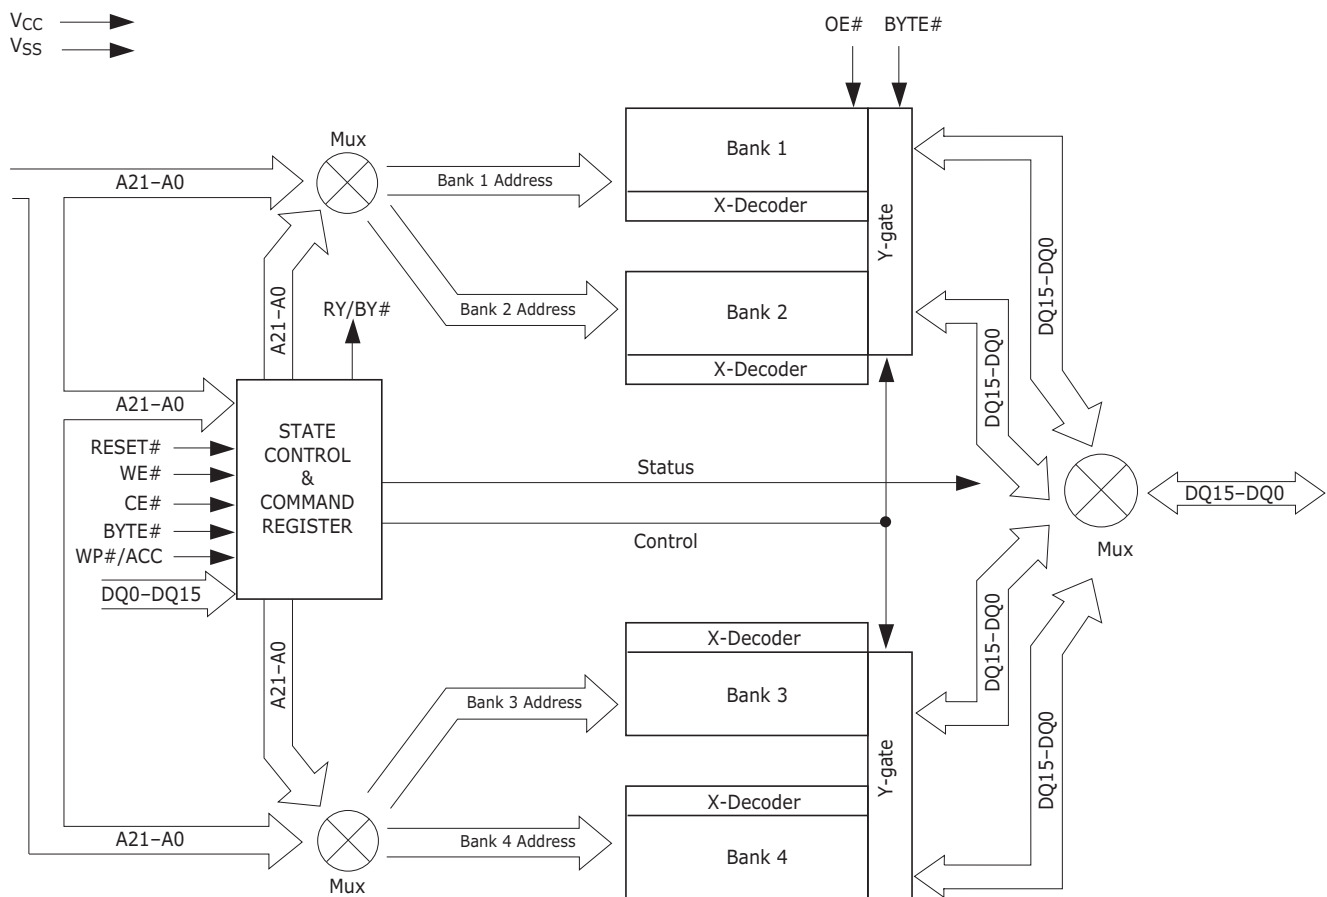 VCC
VSS
OE# BYTE#
Mux
Bank 1
A21–A0
Bank 1 Address
X-Decoder
Y-gate
DQ15–DQ0
A21–A0
RY/BY#
Bank 2 Address
Bank 2
X-Decoder
DQ15–DQ0
A21–A0
STATE
CONTROL
&
COMMAND
REGISTER
RESET#
WE#
CE#
BYTE#
WP#/ACC
DQ0–DQ15
Status
Control
DQ15–DQ0
Mux
A21–A0
X-Decoder
Bank 3 Address
Bank 3
DQ15–DQ0
Y-gate
DQ15–DQ0
X-Decoder
A21–A0
Bank 4 Address
Bank 4
Mux